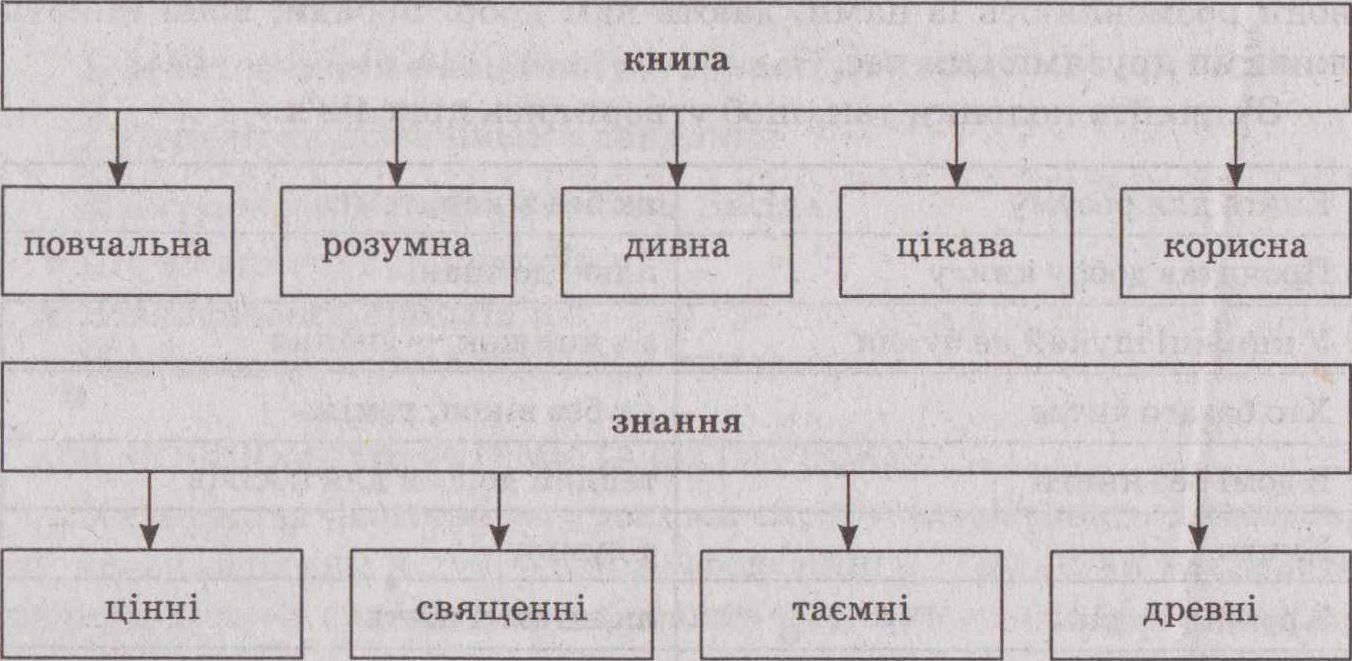 книга
повчальна розумна дивна цікава корисна
знання
цінні священні таємні древні